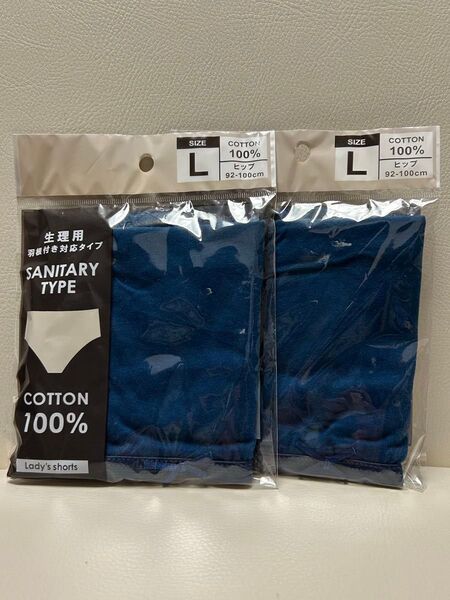 SIZE
L
COTTON
100%
ヒップ
92-100cm
生理用
羽根付き対応タイプ
SANITARY
TYPE
COTTON
100%
Lady's shorts
SIZE
L
COTTON
100%
ヒップ
92-100cm